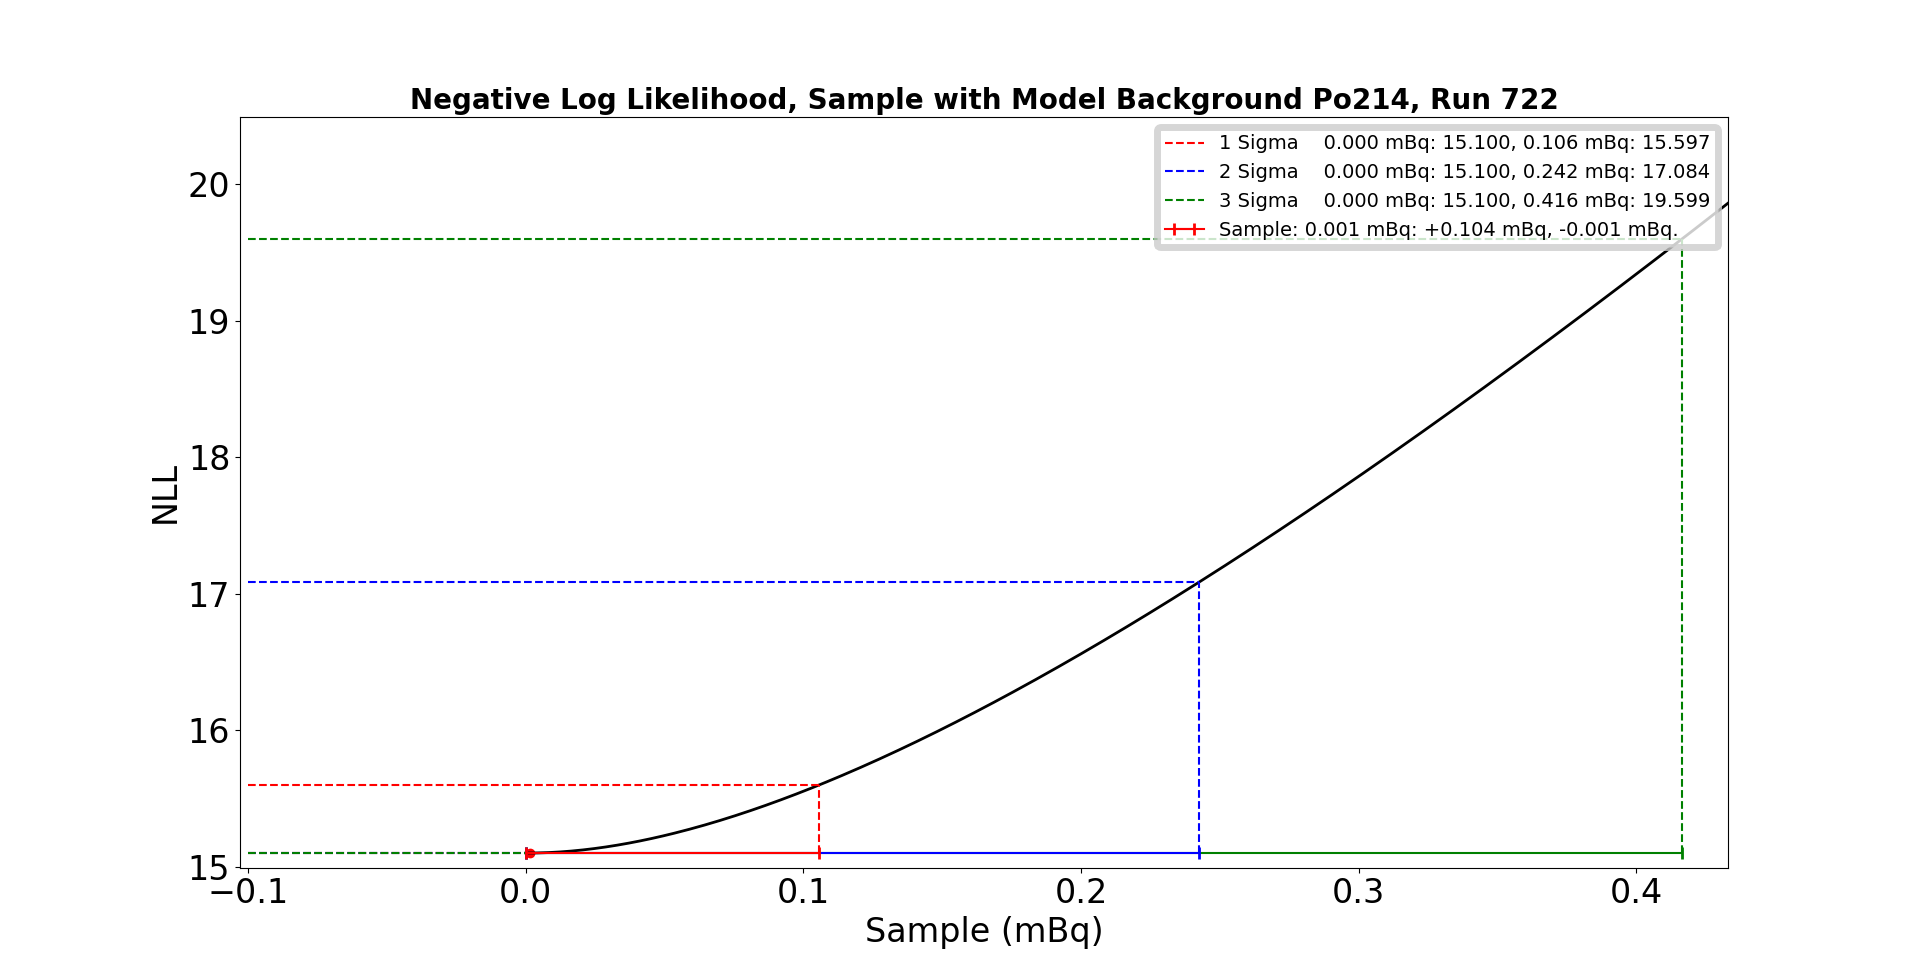 Negative Log Likelihood, Sample with Model Background Po214, Run 722
1 Sigma    0.000 mBq: 15.100, 0.106 mBq: 15.597
2 Sigma    0.000 mBq: 15.100, 0.242 mBq: 17.084
3 Sigma    0.000 mBq: 15.100, 0.416 mBq: 19.599
Sample: 0.001 mBq: +0.104 mBq, -0.001 mBq.
20
19
18
17
16
15
NLL
−0.1 0.0 0.1 0.2 0.3 0.4
Sample (mBq)